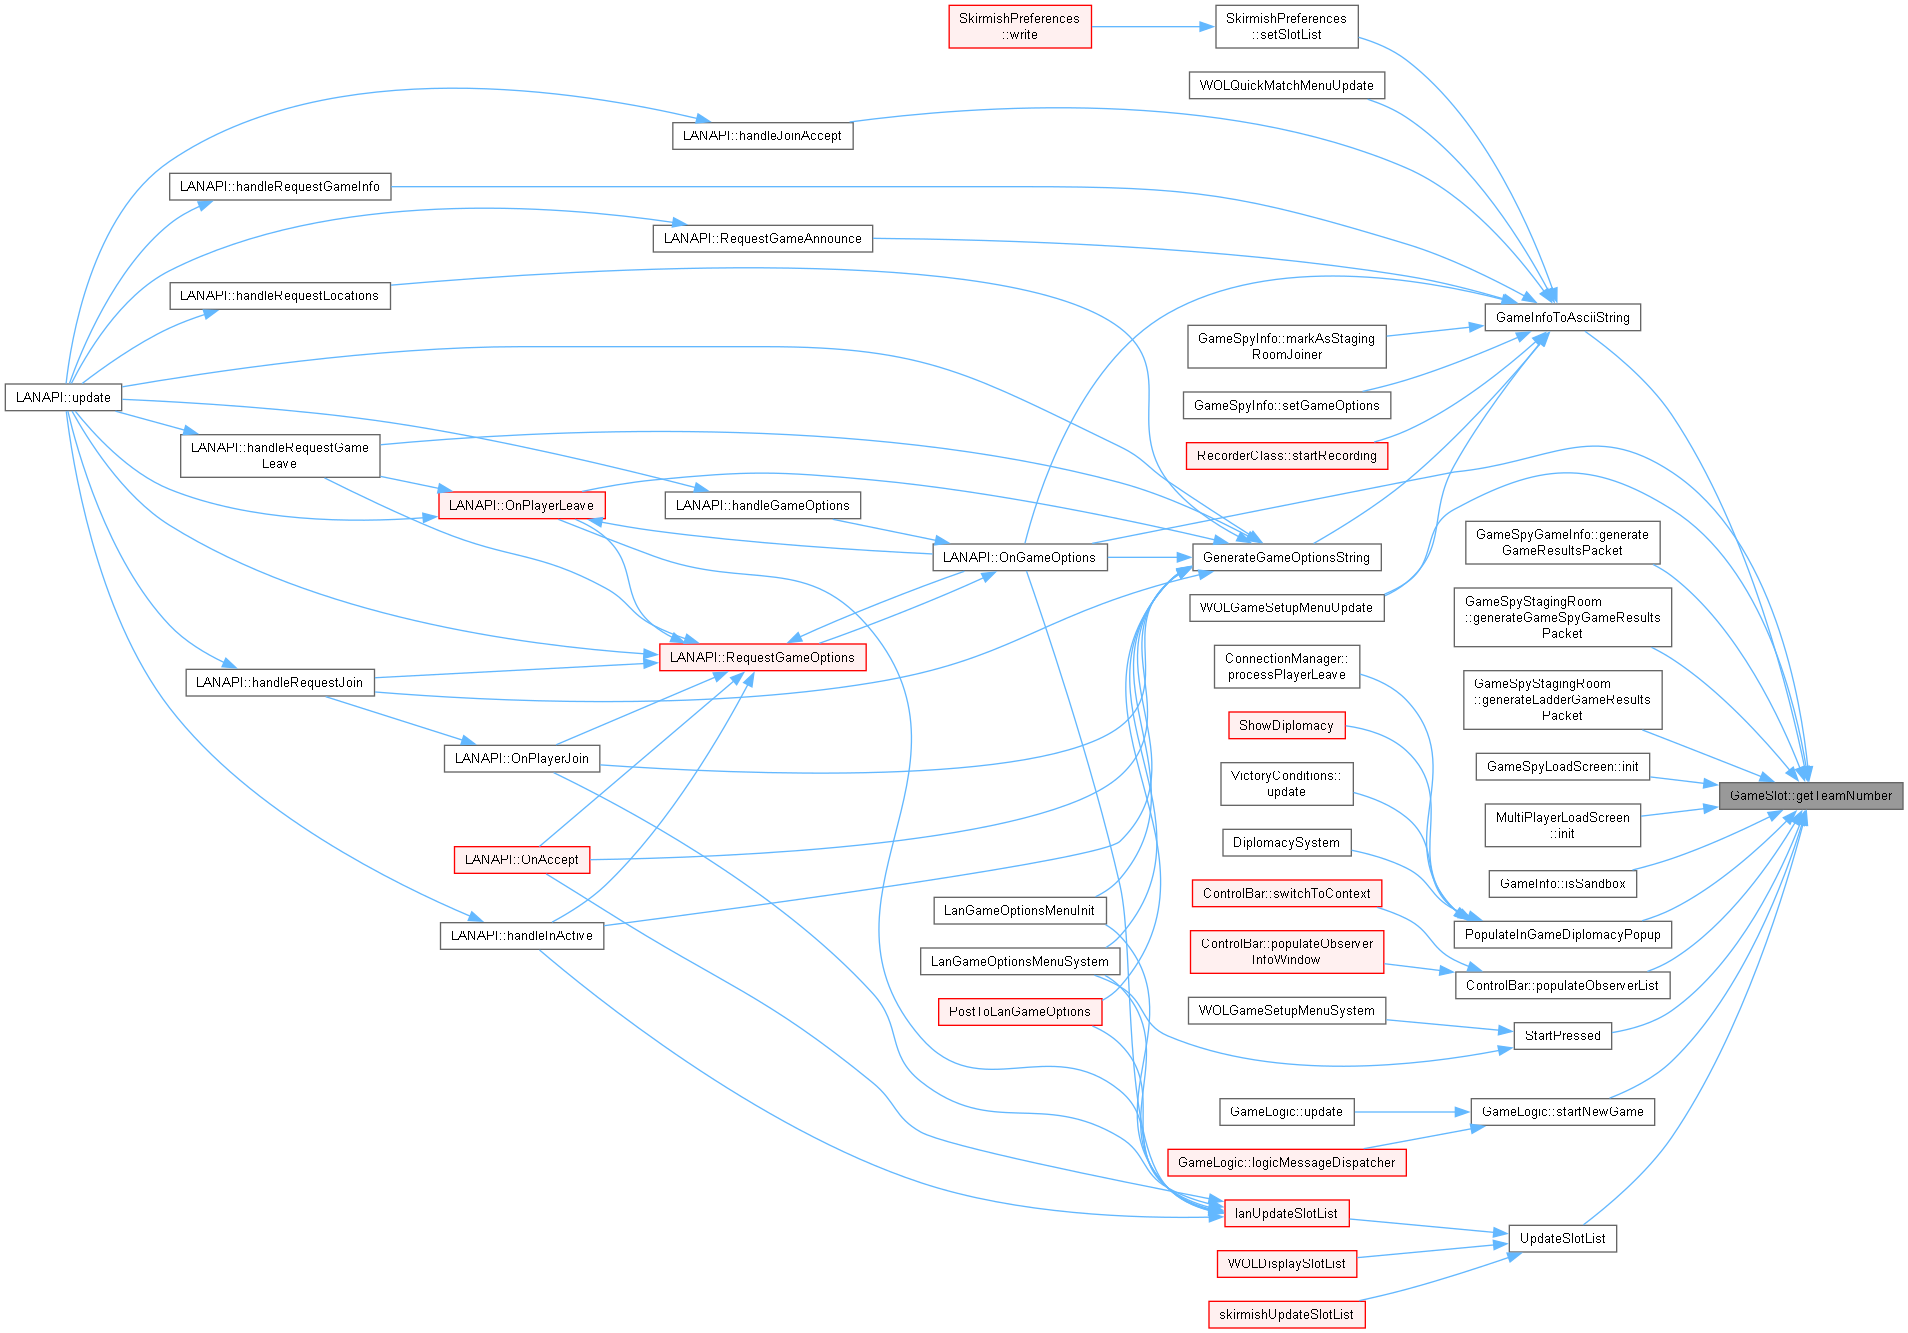 SkirmishPreferences
::write
SkirmishPreferences
::setSlotList
WOLQuickMatchMenuUpdate
LANAPI::handleJoinAccept
LANAPI::handleRequestGameInfo
LANAPI::RequestGameAnnounce
LANAPI::handleRequestLocations
GameInfoToAsciiString
GameSpyInfo::markAsStaging
RoomJoiner
LANAPI::update
GameSpyInfo::setGameOptions
LANAPI::handleRequestGame
Leave
RecorderClass::startRecording
LANAPI::OnPlayerLeave
LANAPI::handleGameOptions
GameSpyGameInfo::generate
GameResultsPacket
LANAPI::OnGameOptions
GenerateGameOptionsString
WOLGameSetupMenuUpdate
GameSpyStagingRoom
::generateGameSpyGameResults
Packet
LANAPI::RequestGameOptions
ConnectionManager::
processPlayerLeave
LANAPI::handleRequestJoin
GameSpyStagingRoom
::generateLadderGameResults
Packet
ShowDiplomacy
LANAPI::OnPlayerJoin
GameSpyLoadScreen::init
VictoryConditions::
update
GameSlot::getTeamNumber
MultiPlayerLoadScreen
::init
DiplomacySystem
LANAPI::OnAccept
GameInfo::isSandbox
ControlBar::switchToContext
LanGameOptionsMenuInit
LANAPI::handleInActive
PopulateInGameDiplomacyPopup
ControlBar::populateObserver
InfoWindow
LanGameOptionsMenuSystem
ControlBar::populateObserverList
PostToLanGameOptions
WOLGameSetupMenuSystem
StartPressed
GameLogic::update
GameLogic::startNewGame
GameLogic::logicMessageDispatcher
lanUpdateSlotList
UpdateSlotList
WOLDisplaySlotList
skirmishUpdateSlotList